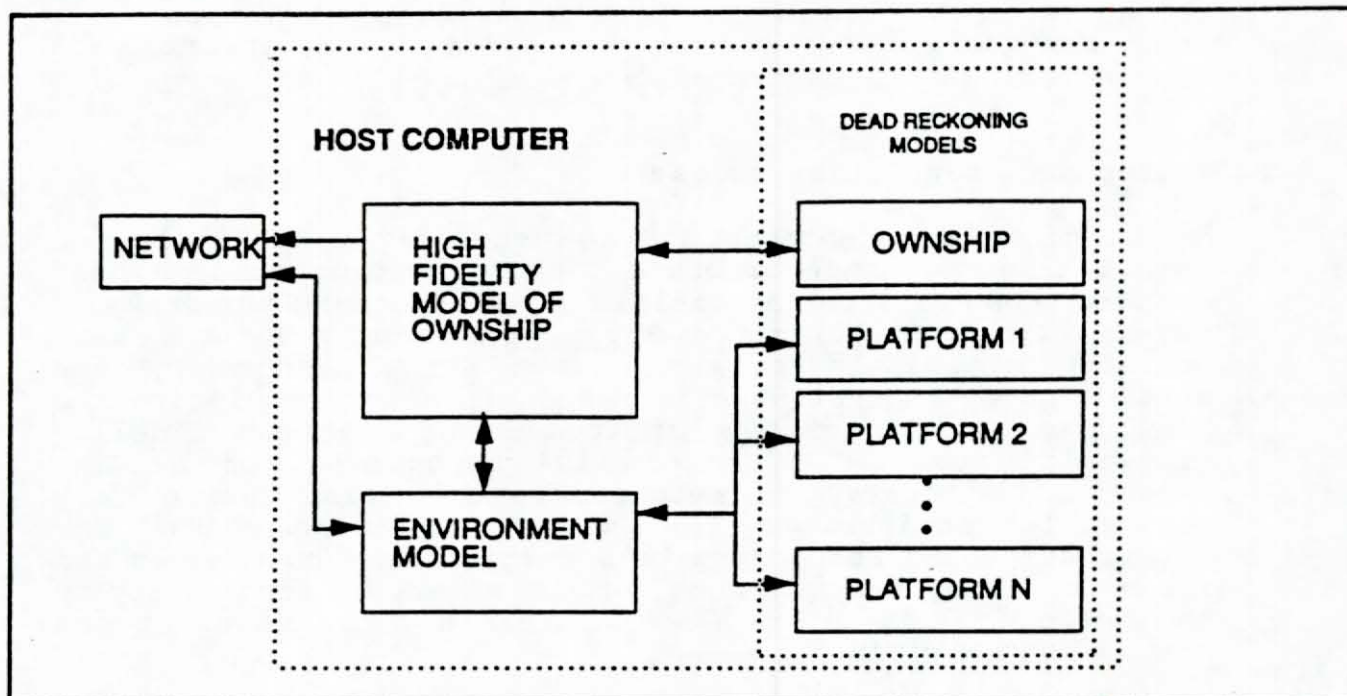 HOST COMPUTER
DEAD RECKONING
MODELS
NETWORK
HIGH
FIDELITY
MODEL OF
OWNSHIP
OWNSHIP
PLATFORM 1
PLATFORM 2
ENVIRONMENT
MODEL
PLATFORM N